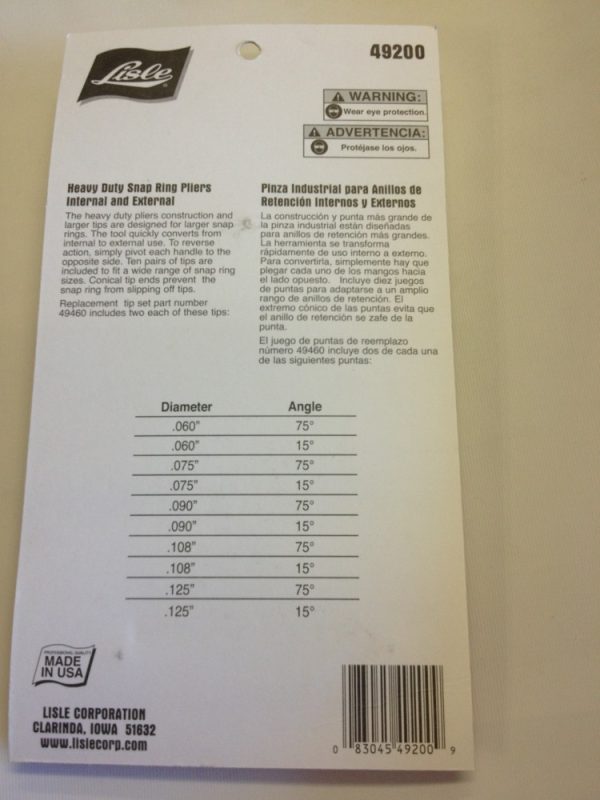 Lisle
49200
WARNING:
Wear eye protection.
ADVERTENCIA:
Protéjase los ojos.
Heavy Duty Snap Ring Pliers
Internal and External
The heavy duty pliers construction and
larger tips are designed for larger snap
rings. The tool quickly converts from
internal to external use. To reverse
action, simply pivot each handle to the
opposite side. Ten pairs of tips are
included to fit a wide range of snap ring
sizes. Conical tip ends prevent the
snap ring from slipping off tips.
Replacement tip set part number
49460 includes two each of these tips:
Pinza Industrial para Anillos de
Retención Internos y Externos
La construcción y punta más grande de
la pinza industrial están diseñadas
para anillos de retención más grandes.
La herramienta se transforma
rápidamente de uso interno a externo.
Para convertirla, simplemente hay que
plegar cada uno de los mangos hacia
el lado opuesto. Incluye diez juegos
de puntas para adaptarse a un amplio
rango de anillos de retención. El
extremo cónico de las puntas evita que
el anillo de retención se zafe de la
punta.
El juego de puntas de reemplazo
número 49460 incluye dos de cada una
de las siguientes puntas:
Diameter Angle
.060" 75°
.060" 15°
.075" 75°
.075" 15°
.090" 75°
.090" 15°
.108" 75°
.108" 15°
.125" 75°
.125" 15°
PROFESSIONAL QUALITY
MADE
IN USA
LISLE CORPORATION
CLARINDA, IOWA 51632
www.lislecorp.com
0 83045 49200 9